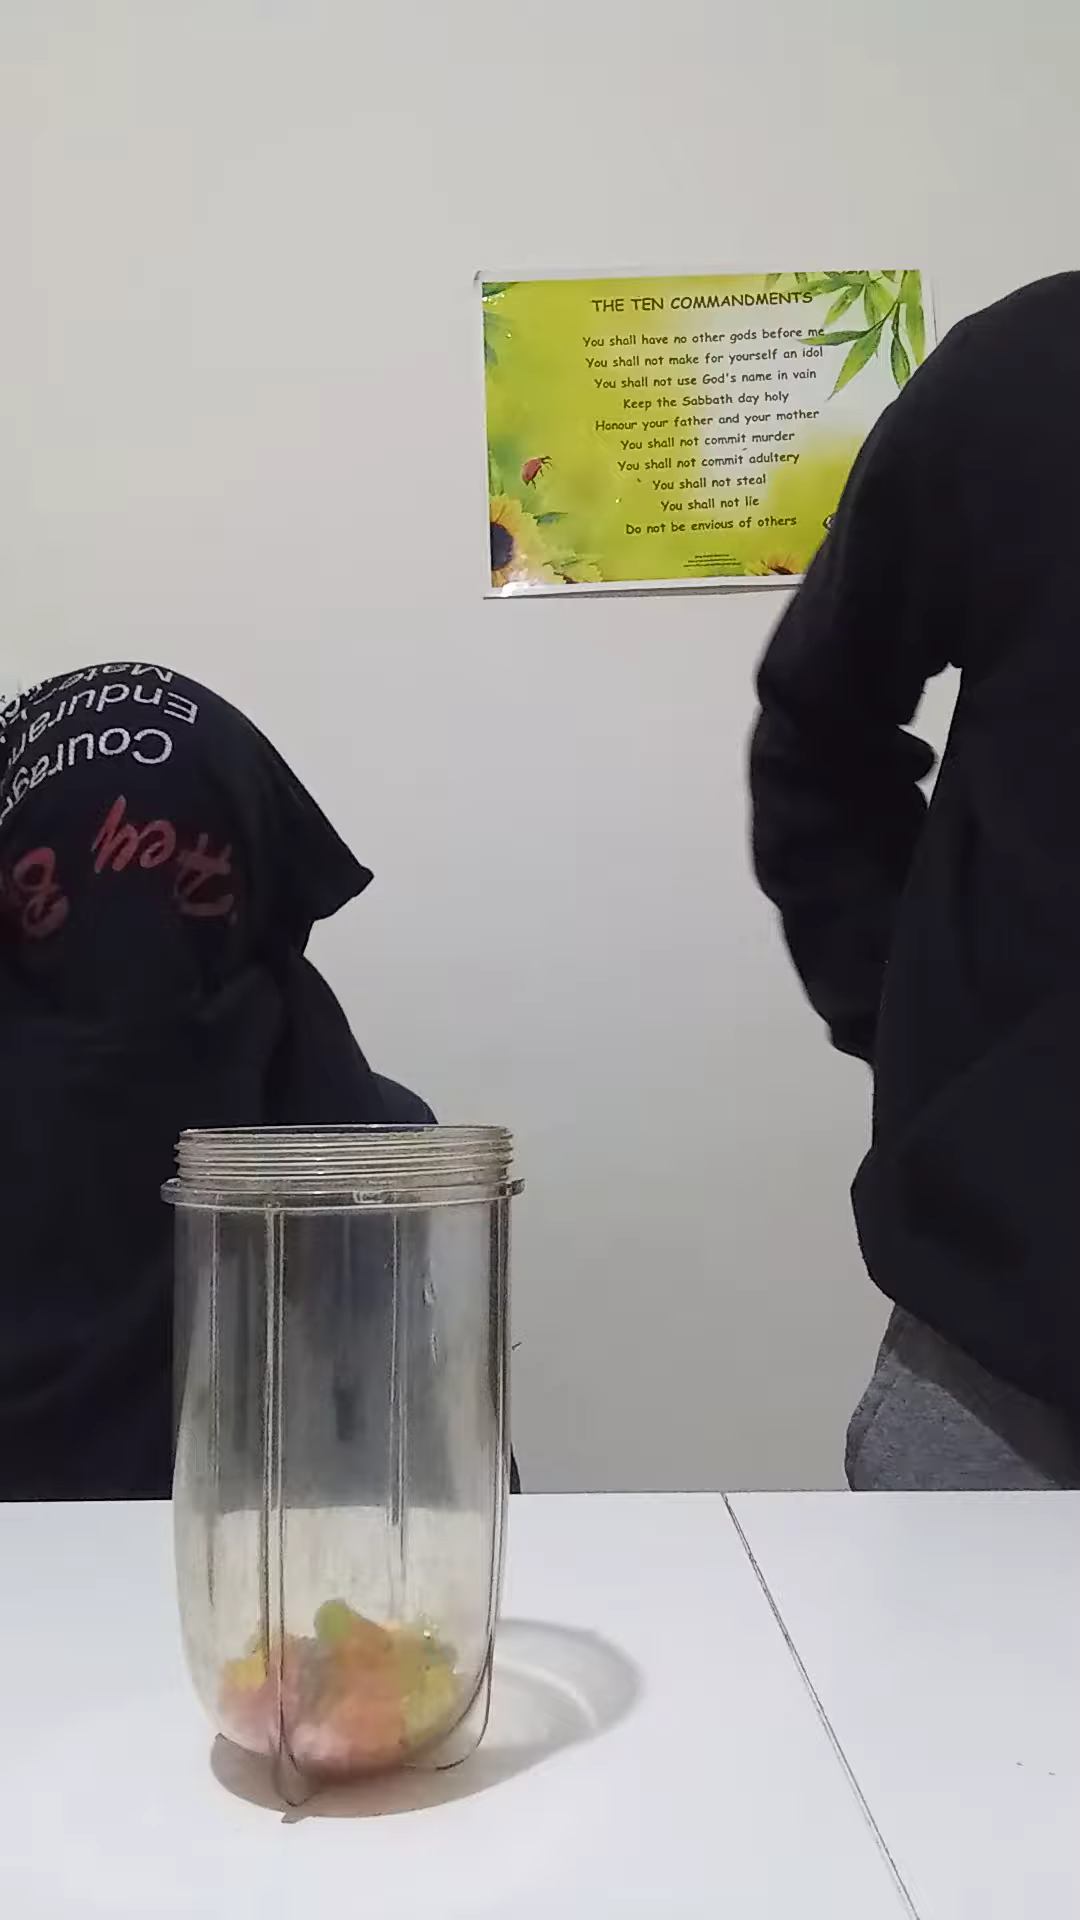 THE TEN COMMANDMENTS
You shall have no other gods before me
You shall not make for yourself an idol
You shall not use God's name in vain
Keep the Sabbath day holy
Honour your father and your mother
You shall not commit murder
You shall not commit adultery
You shall not steal
You shall not lie
Do not be envious of others